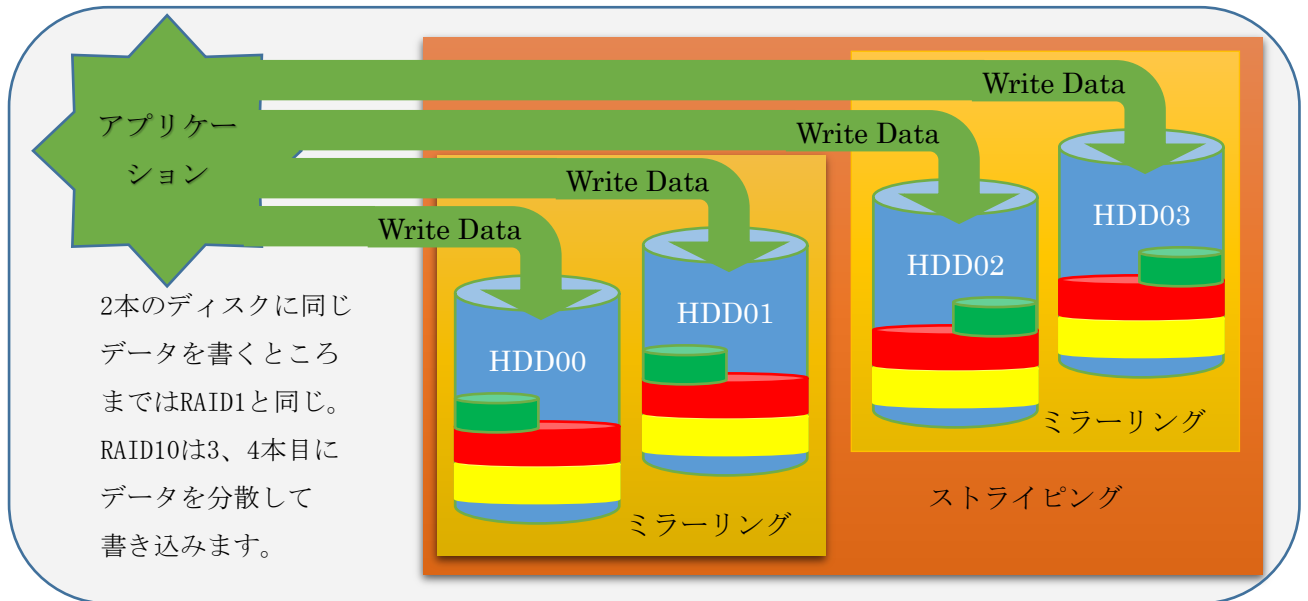 アプリケー
ション
Write Data
Write Data
Write Data
Write Data
HDD03
HDD02
HDD01
HDD00
2本のディスクに同じ
データを書くところ
まではRAID1と同じ。
RAID10は3、4本目に
データを分散して
書き込みます。
ミラーリング
ストライピング
ミラーリング